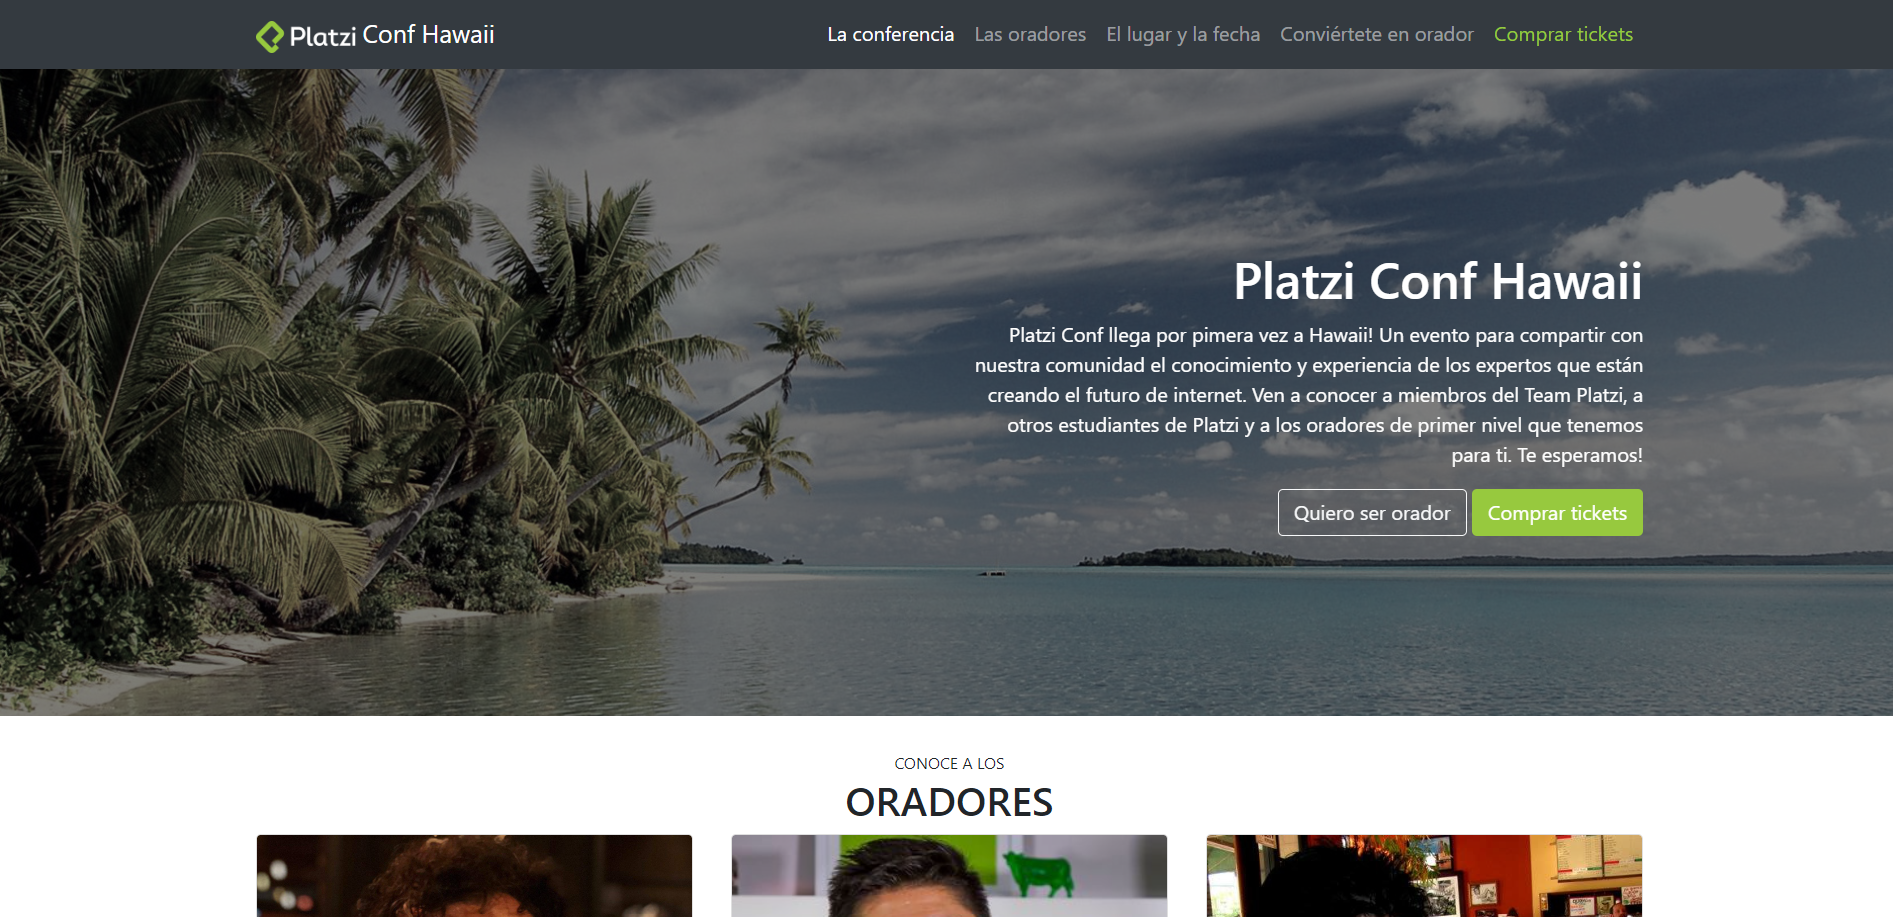 Platzi Conf Hawaii
La conferencia Las oradores El lugar y la fecha Conviértete en orador Comprar tickets
Platzi Conf Hawaii
Platzi Conf llega por pimera vez a Hawaii! Un evento para compartir con
nuestra comunidad el conocimiento y experiencia de los expertos que están
creando el futuro de internet. Ven a conocer a miembros del Team Platzi, a
otros estudiantes de Platzi y a los oradores de primer nivel que tenemos
para ti. Te esperamos!
Quiero ser orador Comprar tickets
CONOCE A LOS
ORADORES